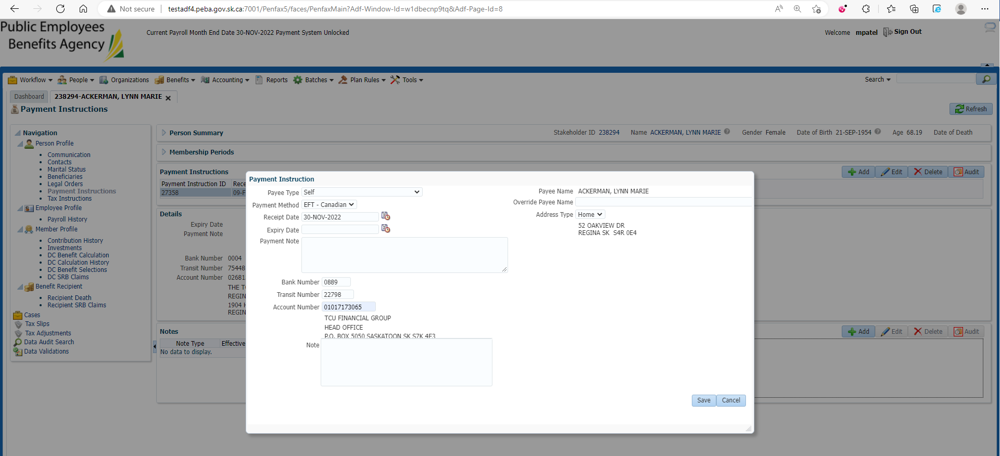 Not secure testadf4.peba.gov.sk.ca:7001/Penfax5/faces/PenfaxMain?Adf-Window-Id=w1dbecnp9tq&Adf-Page-Id=8
Public Employees
Benefits Agency
Current Payroll Month End Date 30-NOV-2022 Payment System Unlocked
Welcome mpatel Sign Out
Workflow People Organizations Benefits Accounting Reports Batches Plan Rules Tools Search
Dashboard 238294-ACKERMAN, LYNN MARIE
Payment Instructions
Refresh
Navigation
Person Profile
Communication
Contacts
Marital Status
Beneficiaries
Legal Orders
Payment Instructions
Tax Instructions
Employee Profile
Payroll History
Member Profile
Contribution History
Investments
DC Benefit Calculation
DC Calculation History
DC Benefit Selections
DC SRB Claims
Benefit Recipient
Recipient Death
Recipient SRB Claims
Cases
Tax Slips
Tax Adjustments
Data Audit Search
Data Validations
Person Summary
Stakeholder ID 238294 Name ACKERMAN, LYNN MARIE Gender Female Date of Birth 21-SEP-1954 Age 68.19 Date of Death
Membership Periods
Payment Instructions
Add Edit Delete Audit
Payment Instruction ID Rece
27358 09-F
Details
Expiry Date
Payment Note
Bank Number 0004
Transit Number 75448
Account Number 02681
THE T
REGIN
1904
REGIN
Notes
Add Edit Delete Audit
Note Type Effective
No data to display.
Payment Instruction
Payee Type Self
Payment Method EFT - Canadian
Receipt Date 30-NOV-2022
Expiry Date
Payment Note
Bank Number 0889
Transit Number 22798
Account Number 01017173065
TCU FINANCIAL GROUP
HEAD OFFICE
P.O. BOX 5050 SASKATOON SK S7K 4E3
Note
Payee Name ACKERMAN, LYNN MARIE
Override Payee Name
Address Type Home
52 OAKVIEW DR
REGINA SK S4R 0E4
Save Cancel